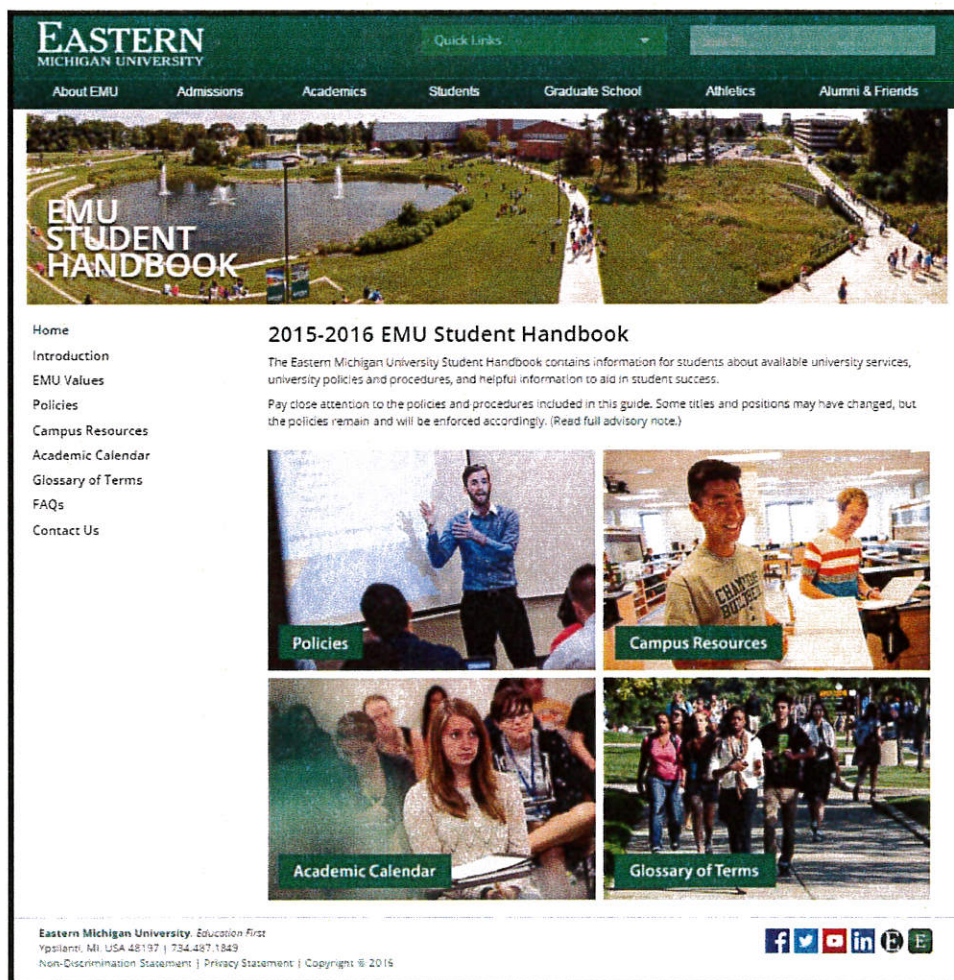 EASTERN
MICHIGAN UNIVERSITY
Quick Links
About EMU Admissions Academics Students Graduate School Athletics Alumni & Friends
EMU
STUDENT
HANDBOOK
Home
Introduction
EMU Values
Policies
Campus Resources
Academic Calendar
Glossary of Terms
FAQs
Contact Us
2015-2016 EMU Student Handbook
The Eastern Michigan University Student Handbook contains information for students about available university services,
university policies and procedures, and helpful information to aid in student success.
Pay close attention to the policies and procedures included in this guide. Some titles and positions may have changed, but
the policies remain and will be enforced accordingly. (Read full advisory note.)
Policies
Campus Resources
Academic Calendar
Glossary of Terms
Eastern Michigan University. Education First
Ypsilanti, MI, USA 48197 | 734.487.1849
Non-Discrimination Statement | Privacy Statement | Copyright © 2016